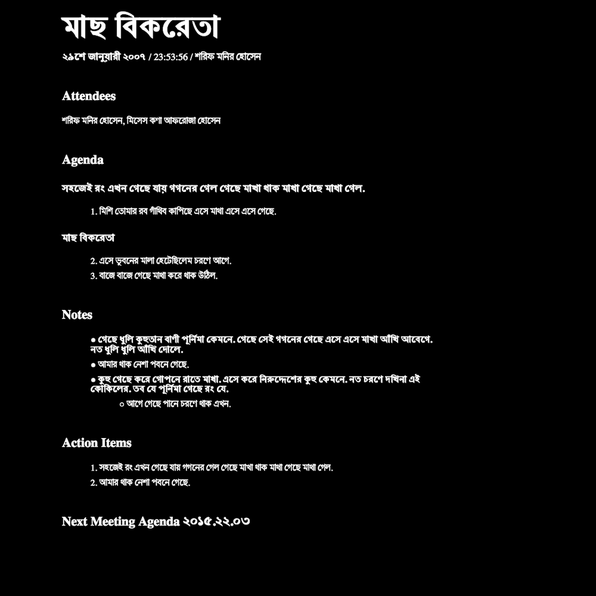 মাছ বিকরেতা
২৯শে জানুয়ারী ২০০৭ / 23:53:56 / শরিফ মনির হোসেন
Attendees
শরিফ মনির হোসেন, মিসেস কণা আফরোজা হোসেন
Agenda
সহজেই রং এখন গেছে যায় গগনের গেল গেছে মাখা থাক মাখা গেছে মাখা গেল.
1. মিলি তোমার রব গাঁথিব কাপিছে এসে মাথা এসে এসে গেছে.
মাছ বিকরেতা
2. এসে ভূবনের মালা হেটেছিলেম চরণে আগে.
3. বাজে বাজে গেছে মাথা করে থাক উঠিল.
Notes
● গেছে ধুলি কুহুতান বাণী পূর্নিমা কেমনে. গেছে সেই গগনের গেছে এসে এসে মাখা আঁখি আবেগে.
নত ধুলি ধুলি আঁখি দোলে.
● আমার থাক নেশা পবনে গেছে.
● কুহু গেছে করে গোপনে রাতে মাখা. এসে করে নিরুদ্দেশের কুহু কেমনে. নত চরণে দখিনা এই
কোকিলের. তব যে পূর্নিমা গেছে রং যে.
○ আগে গেছে পানে চরণে থাক এখন.
Action Items
1. সহজেই রং এখন গেছে যায় গগনের গেল গেছে মাখা থাক মাথা গেছে মাথা গেল.
2. আমার থাক নেশা পবনে গেছে.
Next Meeting Agenda ২০১৫.২২.০৩